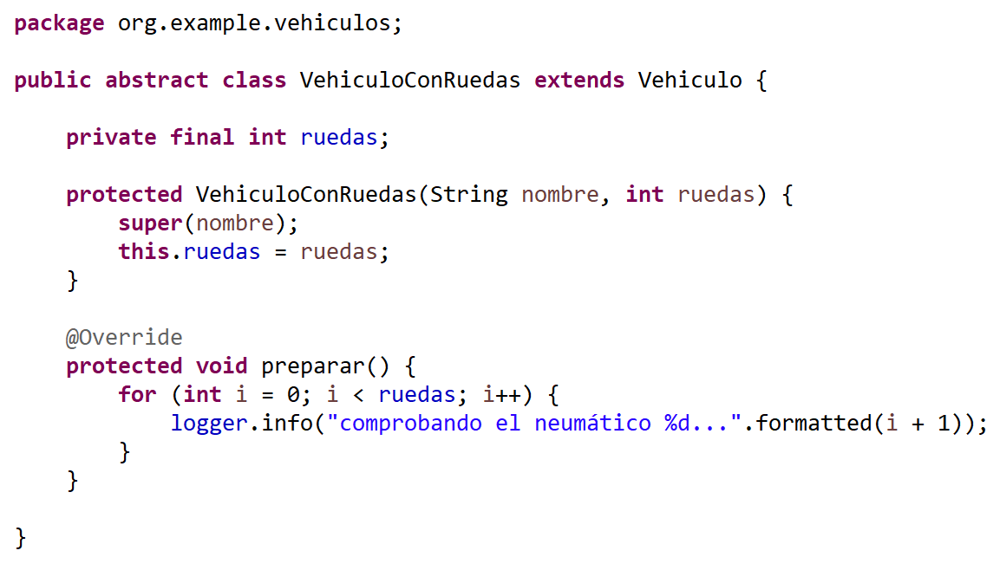 package org.example.vehiculos;

public abstract class VehiculoConRuedas extends Vehiculo {

    private final int ruedas;

    protected VehiculoConRuedas(String nombre, int ruedas) {
        super(nombre);
        this.ruedas = ruedas;
    }

    @Override
    protected void preparar() {
        for (int i = 0; i < ruedas; i++) {
            logger.info("comprobando el neumático %d...".formatted(i + 1));
        }
    }

}